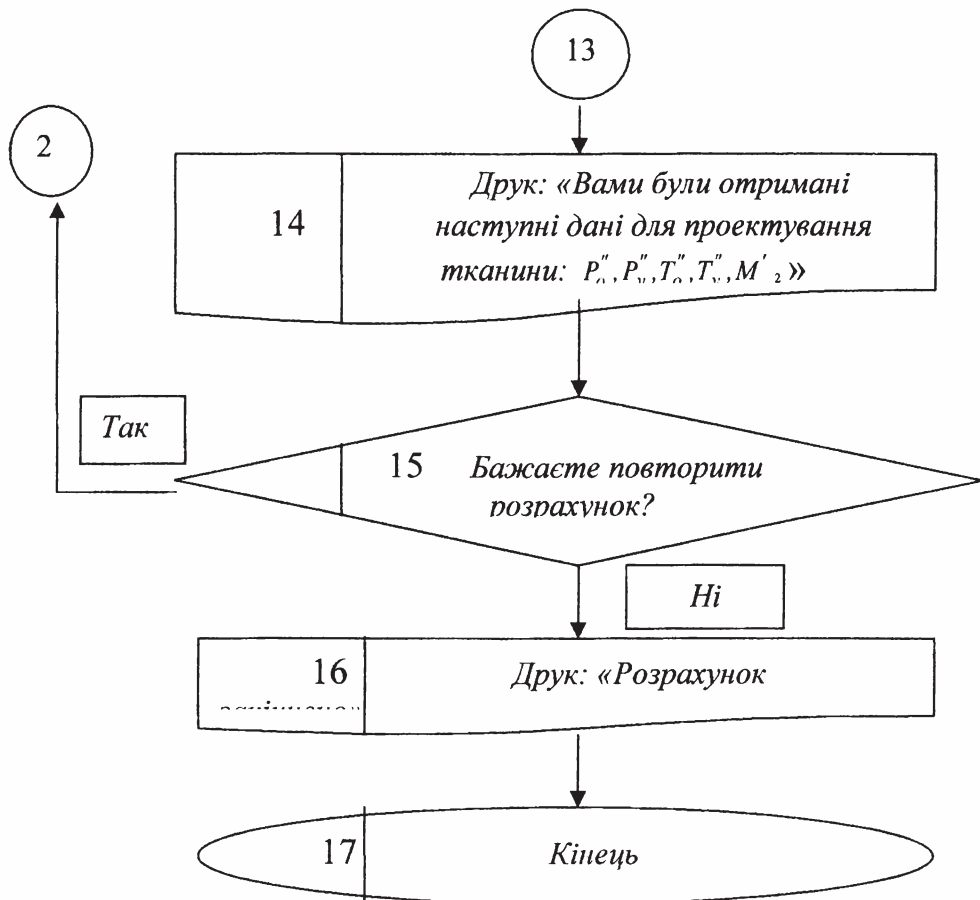 13
2
14
Друк: «Вами були отримані
наступні дані для проектування
тканини: P''ₒ, P''ᵧ, T''ₒ, T''ᵧ, M'₂»
Так
15 Бажаєте повторити
розрахунок?
Ні
16 Друк: «Розрахунок
17 Кінець